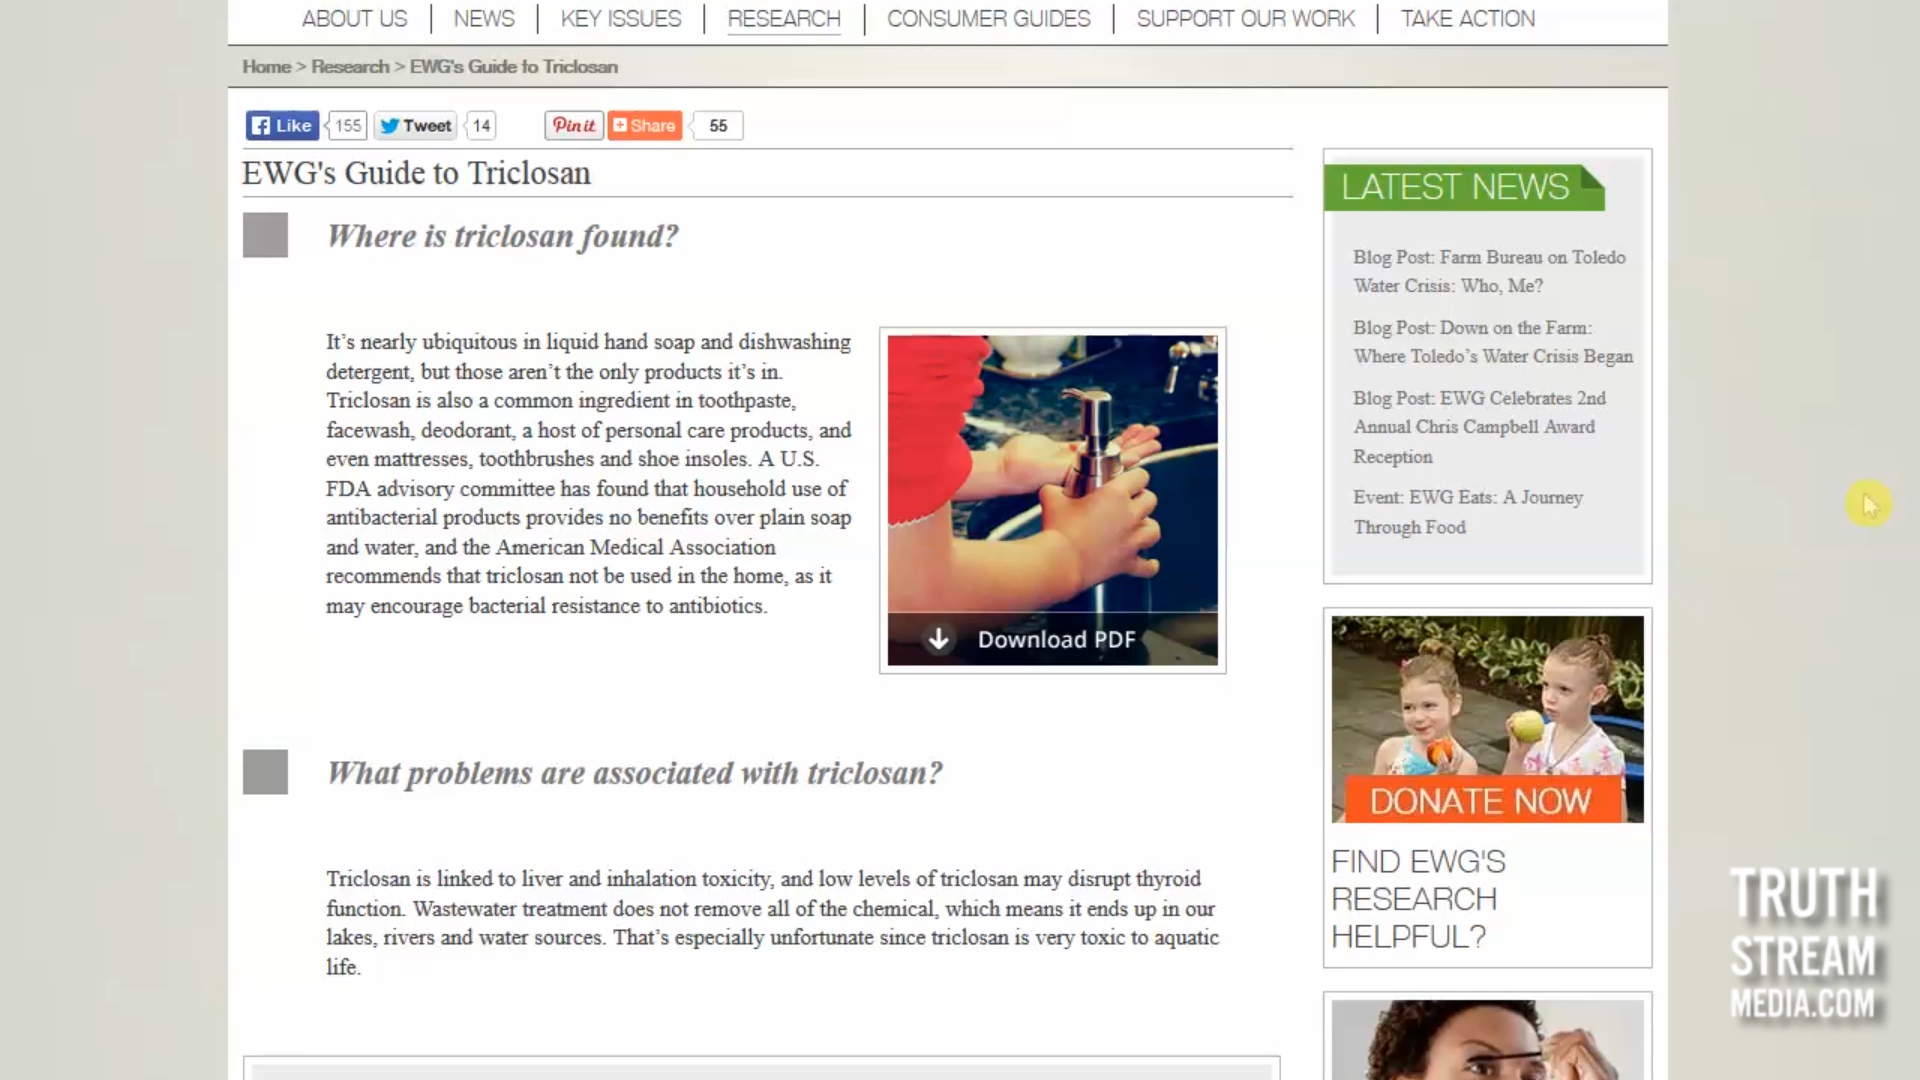 ABOUT US
NEWS
KEY ISSUES
RESEARCH
CONSUMER GUIDES
SUPPORT OUR WORK
TAKE ACTION
Home > Research > EWG's Guide to Triclosan
Like
155
Tweet
14
Pin it
Share
55
EWG's Guide to Triclosan
Where is triclosan found?
It's nearly ubiquitous in liquid hand soap and dishwashing
detergent, but those aren't the only products it's in.
Triclosan is also a common ingredient in toothpaste,
facewash, deodorant, a host of personal care products, and
even mattresses, toothbrushes and shoe insoles. A U.S.
FDA advisory committee has found that household use of
antibacterial products provides no benefits over plain soap
and water, and the American Medical Association
recommends that triclosan not be used in the home, as it
may encourage bacterial resistance to antibiotics.
Download PDF
What problems are associated with triclosan?
Triclosan is linked to liver and inhalation toxicity, and low levels of triclosan may disrupt thyroid
function. Wastewater treatment does not remove all of the chemical, which means it ends up in our
lakes, rivers and water sources. That's especially unfortunate since triclosan is very toxic to aquatic
life.
LATEST NEWS
Blog Post: Farm Bureau on Toledo
Water Crisis: Who, Me?
Blog Post: Down on the Farm:
Where Toledo's Water Crisis Began
Blog Post: EWG Celebrates 2nd
Annual Chris Campbell Award
Reception
Event: EWG Eats: A Journey
Through Food
DONATE NOW
FIND EWG'S
RESEARCH
HELPFUL?
TRUTH
STREAM
MEDIA.COM